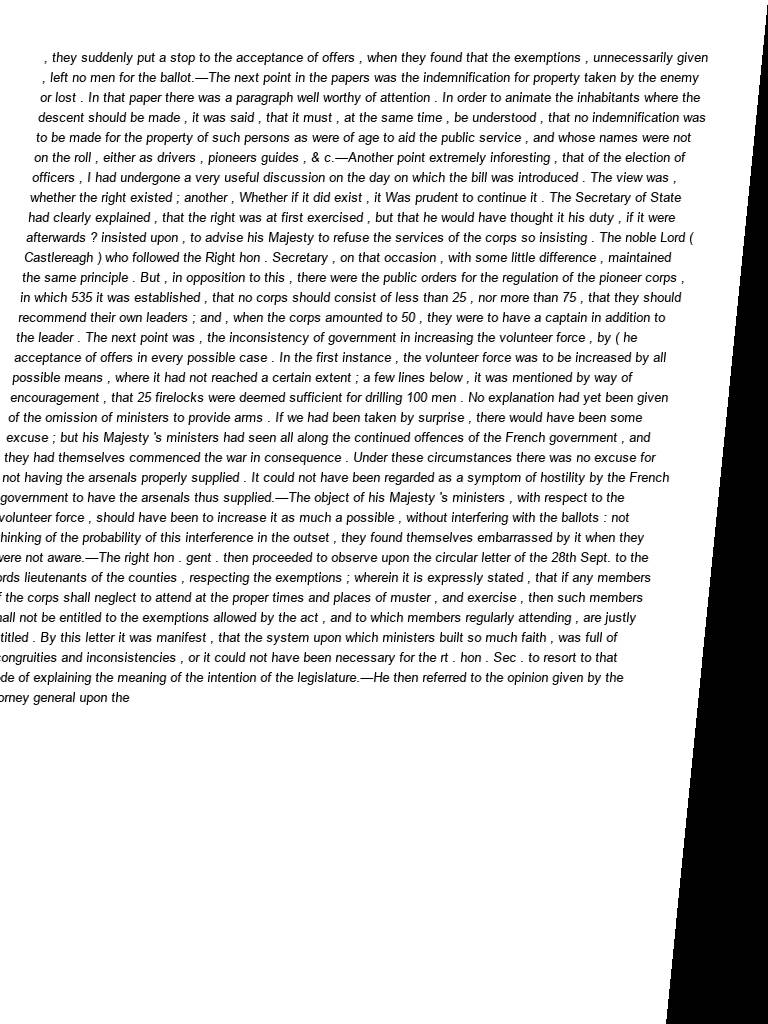 , they suddenly put a stop to the acceptance of offers , when they found that the exemptions , unnecessarily given
, left no men for the ballot.—The next point in the papers was the indemnification for property taken by the enemy
or lost . In that paper there was a paragraph well worthy of attention . In order to animate the inhabitants where the
descent should be made , it was said , that it must , at the same time , be understood , that no indemnification was
to be made for the property of such persons as were of age to aid the public service , and whose names were not
on the roll , either as drivers , pioneers guides , & c.—Another point extremely inforesting , that of the election of
officers , I had undergone a very useful discussion on the day on which the bill was introduced . The view was ,
whether the right existed ; another , Whether if it did exist , it Was prudent to continue it . The Secretary of State
had clearly explained , that the right was at first exercised , but that he would have thought it his duty , if it were
afterwards ? insisted upon , to advise his Majesty to refuse the services of the corps so insisting . The noble Lord (
Castlereagh ) who followed the Right hon . Secretary , on that occasion , with some little difference , maintained
the same principle . But , in opposition to this , there were the public orders for the regulation of the pioneer corps ,
in which 535 it was established , that no corps should consist of less than 25 , nor more than 75 , that they should
recommend their own leaders ; and , when the corps amounted to 50 , they were to have a captain in addition to
the leader . The next point was , the inconsistency of government in increasing the volunteer force , by ( he
acceptance of offers in every possible case . In the first instance , the volunteer force was to be increased by all
possible means , where it had not reached a certain extent ; a few lines below , it was mentioned by way of
encouragement , that 25 firelocks were deemed sufficient for drilling 100 men . No explanation had yet been given
of the omission of ministers to provide arms . If we had been taken by surprise , there would have been some
excuse ; but his Majesty 's ministers had seen all along the continued offences of the French government , and
they had themselves commenced the war in consequence . Under these circumstances there was no excuse for
not having the arsenals properly supplied . It could not have been regarded as a symptom of hostility by the French
government to have the arsenals thus supplied.—The object of his Majesty 's ministers , with respect to the
volunteer force , should have been to increase it as much a possible , without interfering with the ballots : not
hinking of the probability of this interference in the outset , they found themselves embarrassed by it when they
were not aware.—The right hon . gent . then proceeded to observe upon the circular letter of the 28th Sept. to the
ords lieutenants of the counties , respecting the exemptions ; wherein it is expressly stated , that if any members
f the corps shall neglect to attend at the proper times and places of muster , and exercise , then such members
all not be entitled to the exemptions allowed by the act , and to which members regularly attending , are justly
titled . By this letter it was manifest , that the system upon which ministers built so much faith , was full of
congruities and inconsistencies , or it could not have been necessary for the rt . hon . Sec . to resort to that
de of explaining the meaning of the intention of the legislature.—He then referred to the opinion given by the
orney general upon the